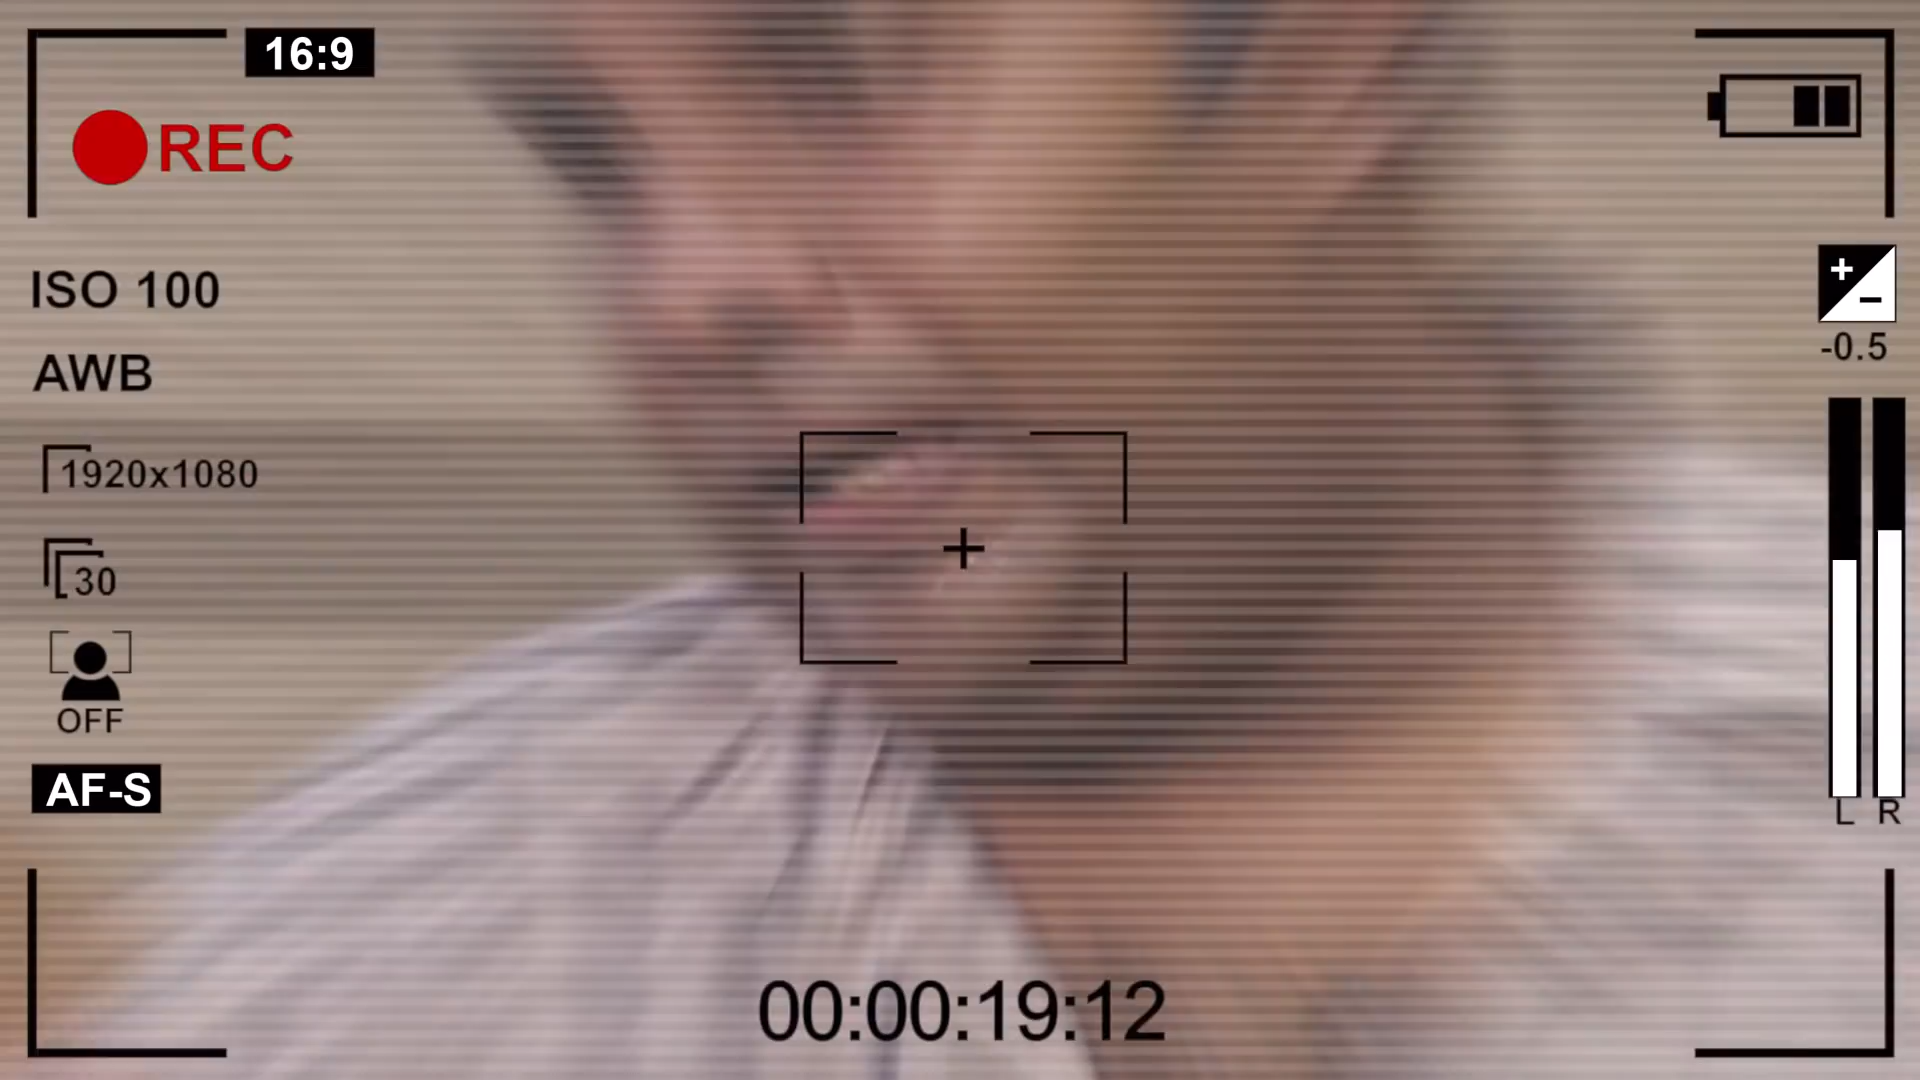 16:9
REC
ISO 100
AWB
1920x1080
30
OFF
AF-S
+
−
-0.5
L R
00:00:19:12